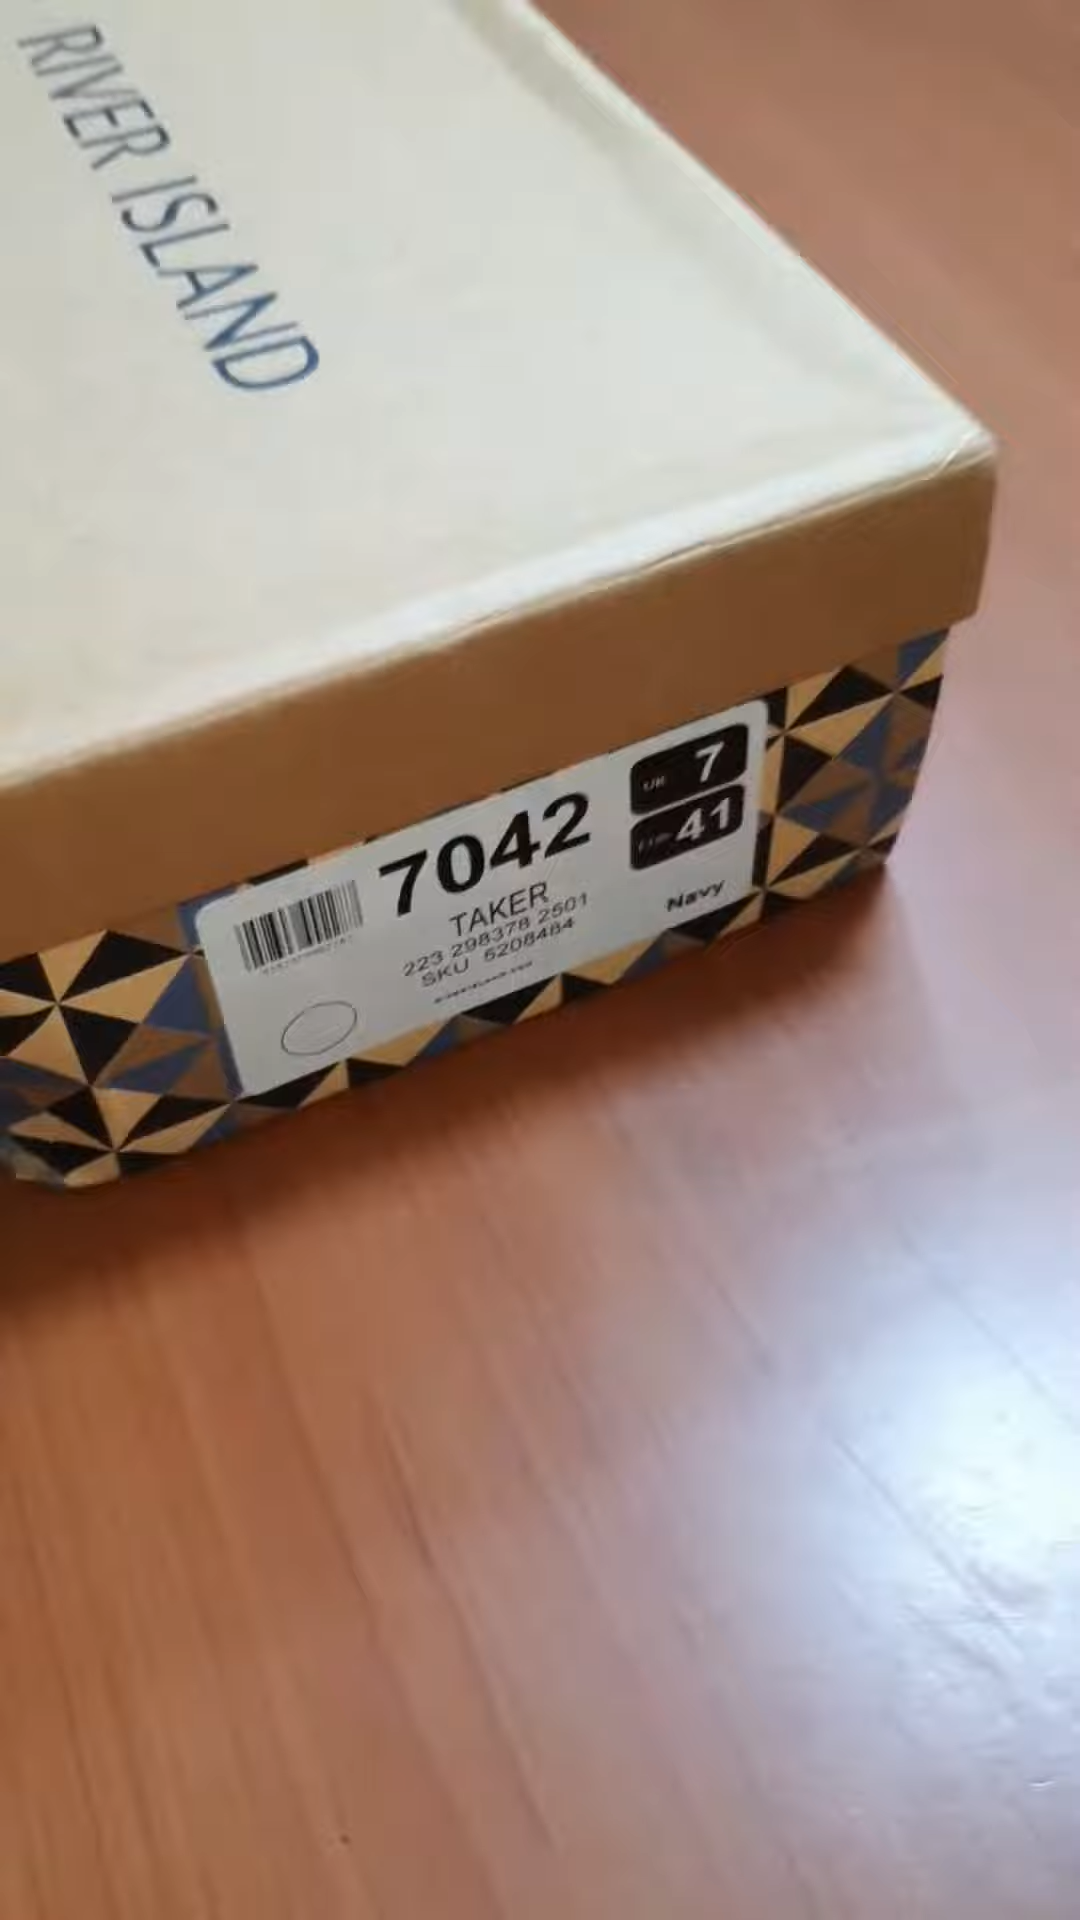 RIVER ISLAND
7042
TAKER
223 298378 2501
SKU 5208484
UK 7
41
Navy